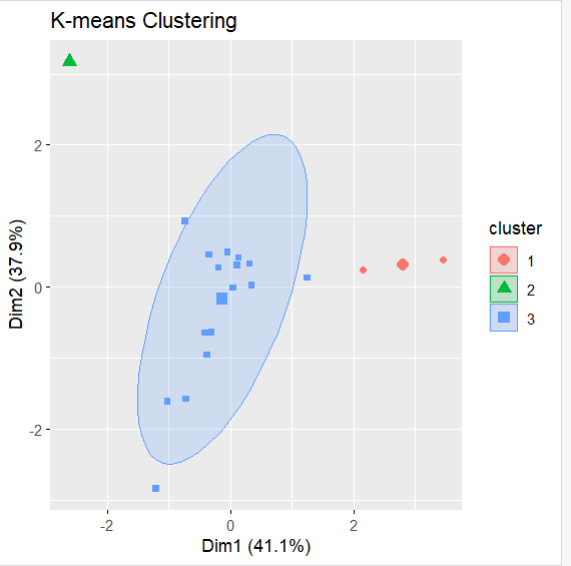 K-means Clustering
2
0
-2
Dim2 (37.9%)
-2
0
2
Dim1 (41.1%)
cluster
1
2
3